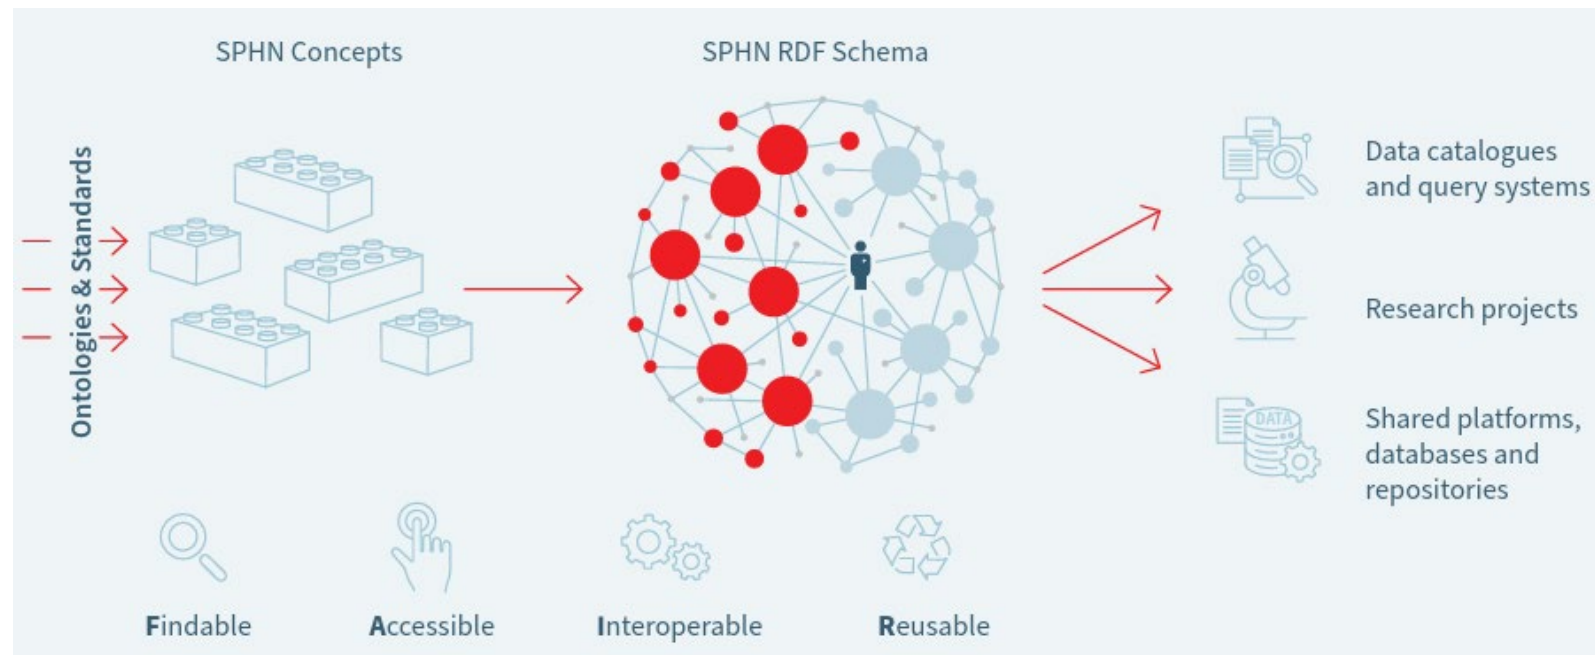 SPHN Concepts
SPHN RDF Schema
Ontologies & Standards
Data catalogues
and query systems
Research projects
DATA
Shared platforms,
databases and
repositories
Findable
Accessible
Interoperable
Reusable